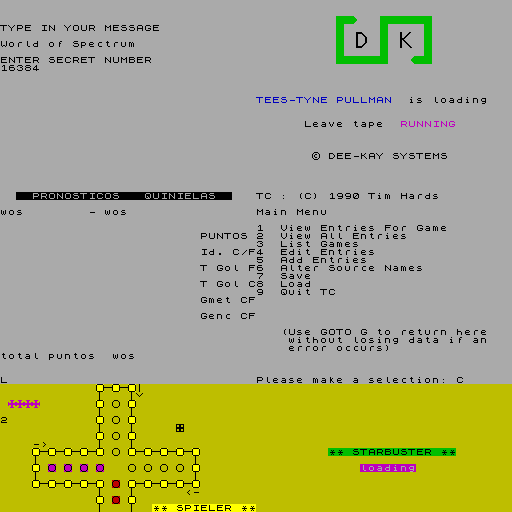 TYPE IN YOUR MESSAGE
World of Spectrum
ENTER SECRET NUMBER
16384
D K
TEES-TYNE PULLMAN is loading
Leave tape RUNNING
© DEE-KAY SYSTEMS
PRONOSTICOS QUINIELAS
wos - wos
PUNTOS
Id. C/F
T Gol F
T Gol C
Gmet CF
Genc CF
total puntos wos
L
TC : (C) 1990 Tim Hards
Main Menu
1 View Entries For Game
2 View All Entries
3 List Games
4 Edit Entries
5 Add Entries
6 Alter Source Names
7 Save
8 Load
9 Quit TC
(Use GOTO G to return here
without losing data if an
error occurs)
Please make a selection: C
2
** SPIELER **
** STARBUSTER **
loading